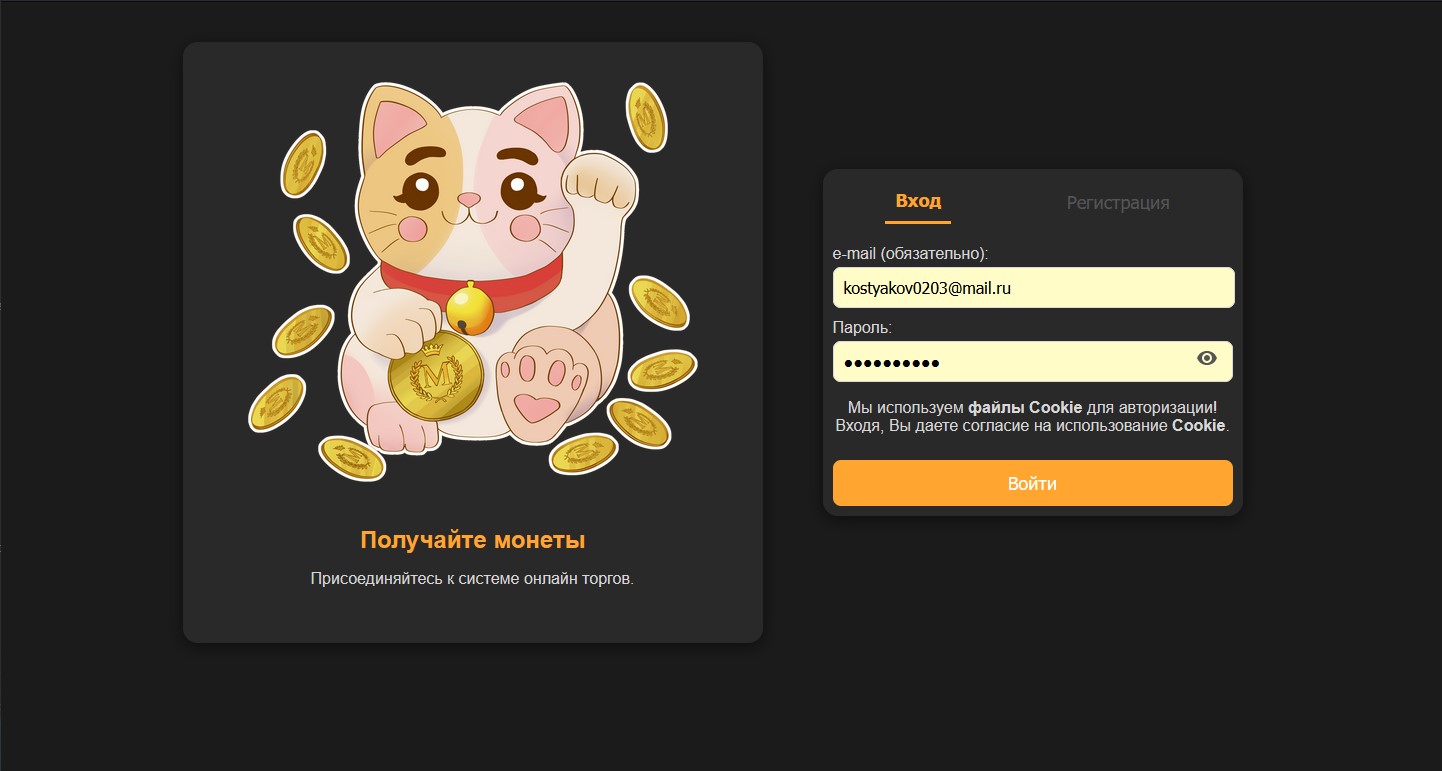 Получайте монеты
Присоединяйтесь к системе онлайн торгов.
Вход
Регистрация
e-mail (обязательно):
kostyakov0203@mail.ru
Пароль:
••••••••••
Мы используем файлы Cookie для авторизации!
Входя, Вы даете согласие на использование Cookie.
Войти
M